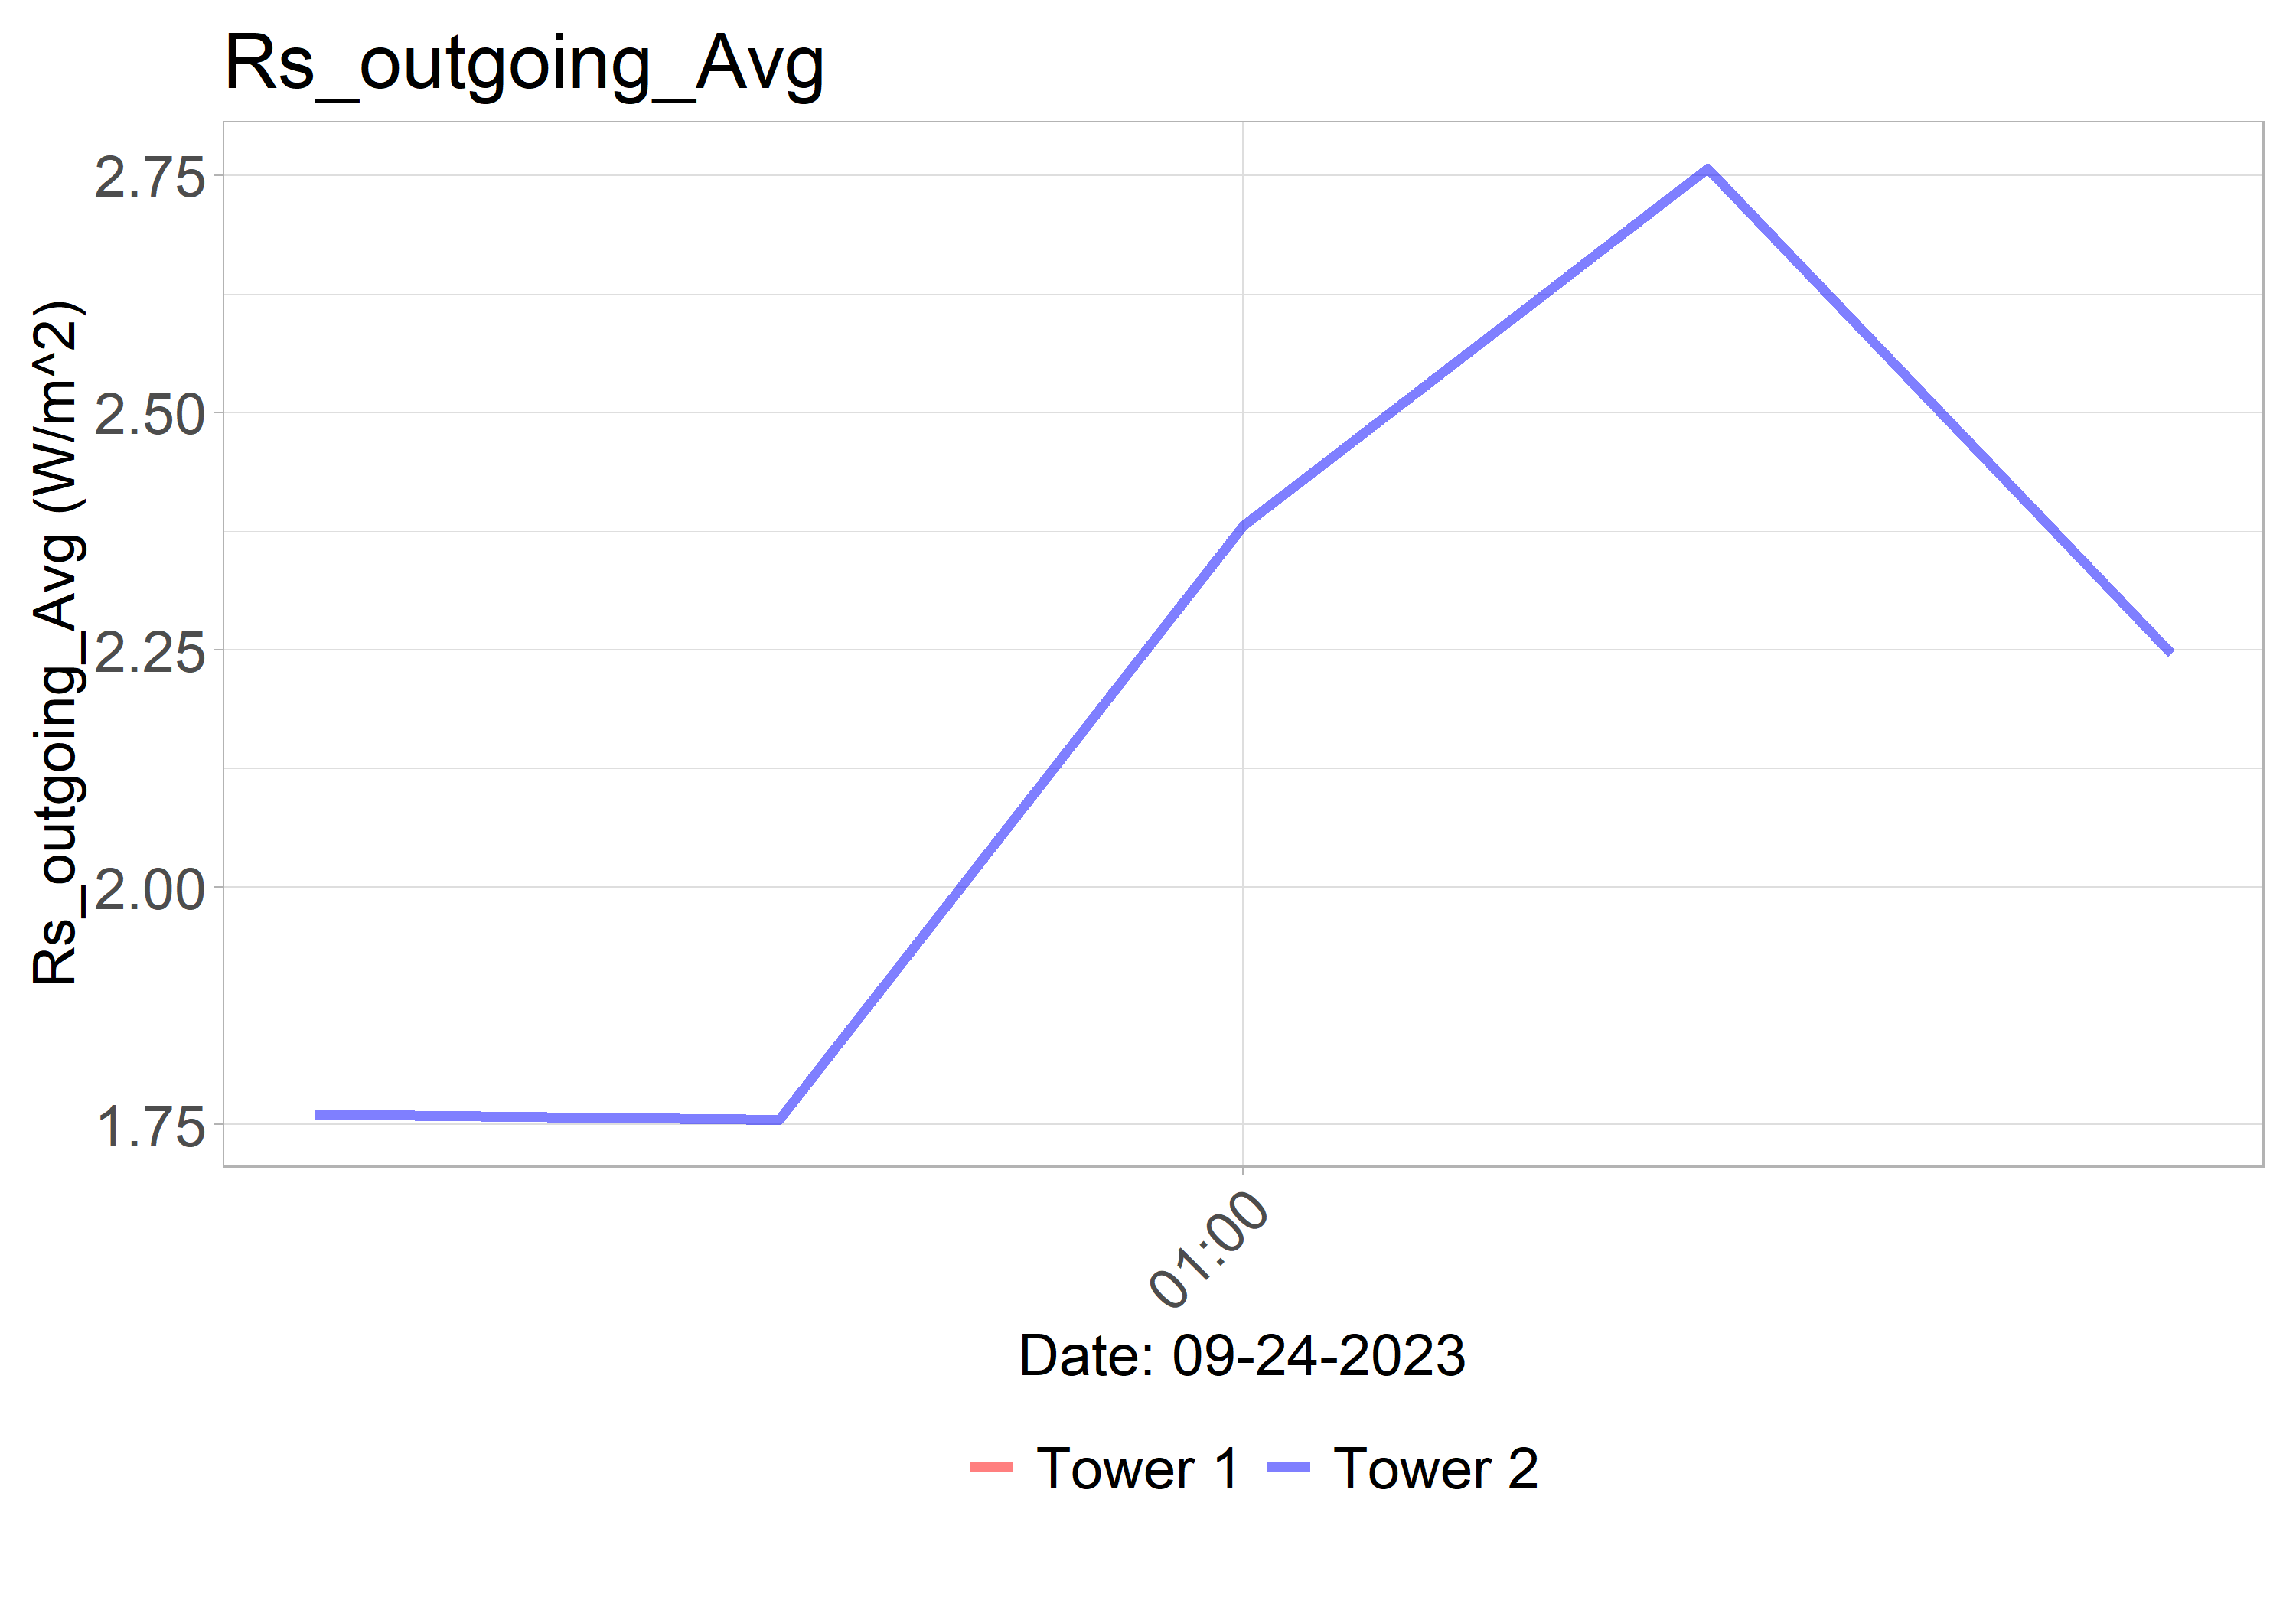 Rs_outgoing_Avg
Rs_outgoing_Avg (W/m^2)
2.75
2.50
2.25
2.00
1.75
01:00
Date: 09-24-2023
Tower 1 Tower 2